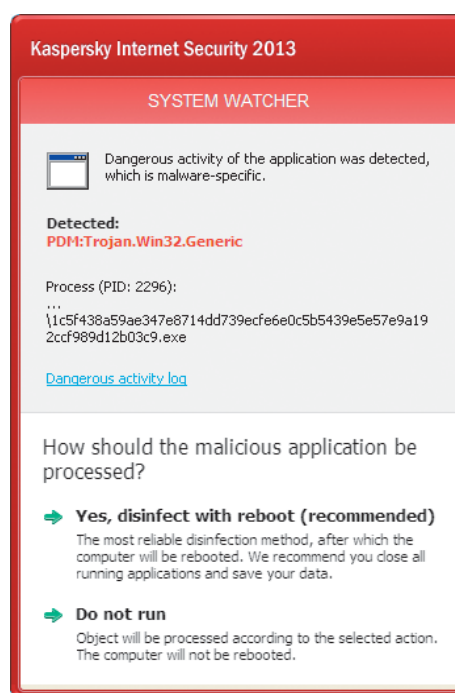 Kaspersky Internet Security 2013
SYSTEM WATCHER
Dangerous activity of the application was detected,
which is malware-specific.
Detected:
PDM:Trojan.Win32.Generic
Process (PID: 2296):
...
\1c5f438a59ae347e8714dd739ecfe6e0c5b5439e5e57e9a19
2ccf989d12b03c9.exe
Dangerous activity log
How should the malicious application be
processed?
Yes, disinfect with reboot (recommended)
The most reliable disinfection method, after which the
computer will be rebooted. We recommend you close all
running applications and save your data.
Do not run
Object will be processed according to the selected action.
The computer will not be rebooted.